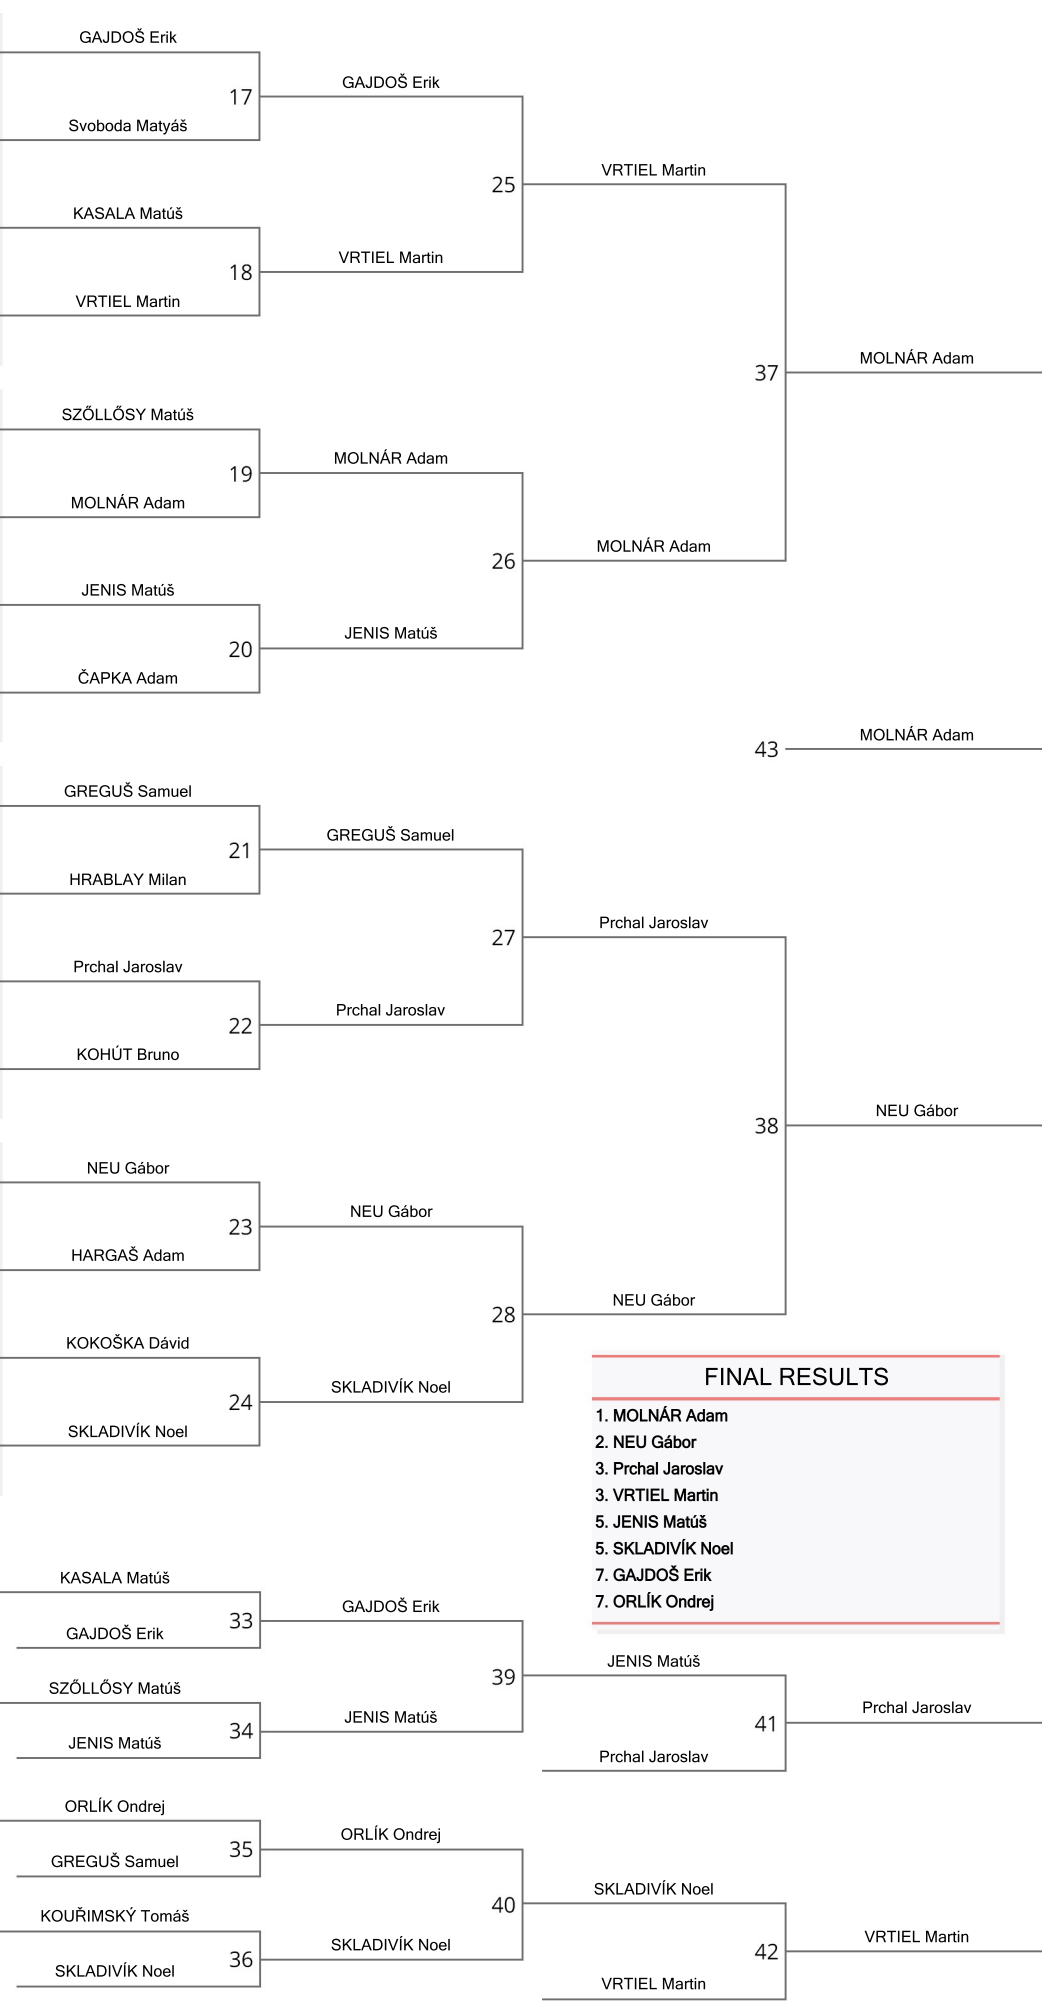 GAJDOŠ Erik
GAJDOŠ Erik
17
Svoboda Matyáš
VRTIEL Martin
25
KASALA Matúš
VRTIEL Martin
18
VRTIEL Martin
MOLNÁR Adam
37
SZŐLLŐSY Matúš
MOLNÁR Adam
19
MOLNÁR Adam
MOLNÁR Adam
26
JENIS Matúš
JENIS Matúš
20
ČAPKA Adam
MOLNÁR Adam
43
GREGUŠ Samuel
GREGUŠ Samuel
21
HRABLAY Milan
Prchal Jaroslav
27
Prchal Jaroslav
Prchal Jaroslav
22
KOHÚT Bruno
NEU Gábor
38
NEU Gábor
NEU Gábor
23
HARGAŠ Adam
NEU Gábor
28
KOKOŠKA Dávid
SKLADIVÍK Noel
24
SKLADIVÍK Noel
FINAL RESULTS
1. MOLNÁR Adam
2. NEU Gábor
3. Prchal Jaroslav
3. VRTIEL Martin
5. JENIS Matúš
5. SKLADIVÍK Noel
7. GAJDOŠ Erik
7. ORLÍK Ondrej
KASALA Matúš
GAJDOŠ Erik
33
GAJDOŠ Erik
JENIS Matúš
39
SZŐLLŐSY Matúš
JENIS Matúš
34
JENIS Matúš
Prchal Jaroslav
41
Prchal Jaroslav
ORLÍK Ondrej
ORLÍK Ondrej
35
GREGUŠ Samuel
SKLADIVÍK Noel
40
KOUŘIMSKÝ Tomáš
SKLADIVÍK Noel
36
SKLADIVÍK Noel
VRTIEL Martin
42
VRTIEL Martin